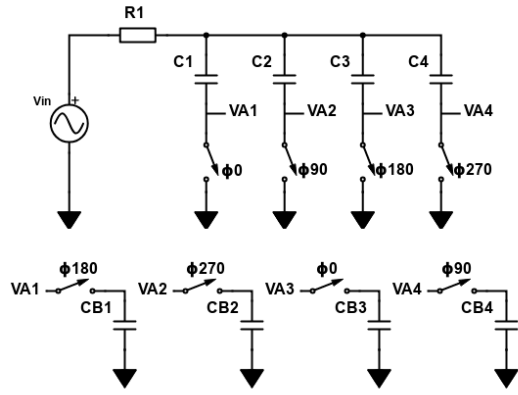 R1
C1 C2 C3 C4
Vin +
VA1 VA2 VA3 VA4
ϕ0 ϕ90 ϕ180 ϕ270
ϕ180 ϕ270 ϕ0 ϕ90
VA1 VA2 VA3 VA4
CB1 CB2 CB3 CB4